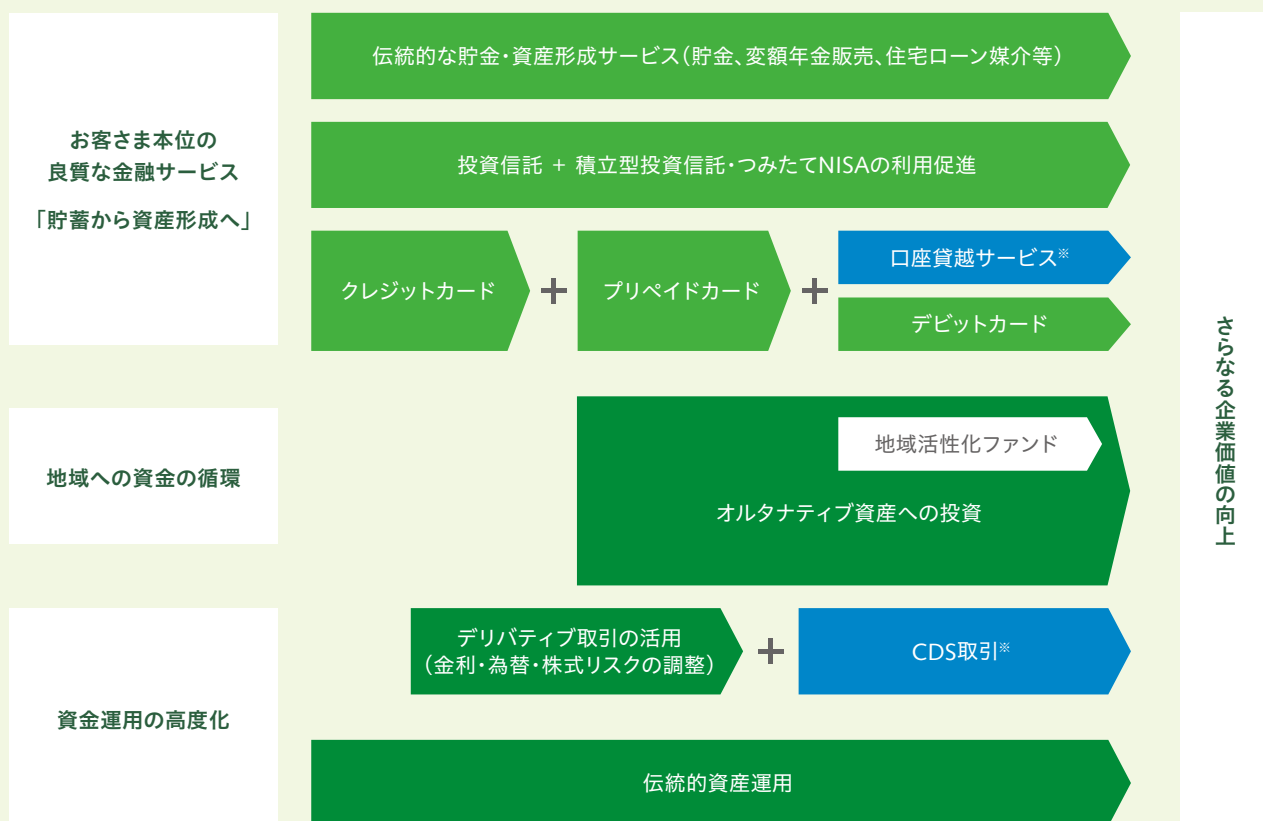 お客さま本位の
良質な金融サービス
「貯蓄から資産形成へ」
伝統的な貯金・資産形成サービス（貯金、変額年金販売、住宅ローン媒介等）
投資信託 + 積立型投資信託・つみたてNISAの利用促進
クレジットカード
+
プリペイドカード
+
口座貸越サービス※
デビットカード
地域への資金の循環
地域活性化ファンド
オルタナティブ資産への投資
資金運用の高度化
デリバティブ取引の活用
（金利・為替・株式リスクの調整）
+
CDS取引※
伝統的資産運用
さらなる企業価値の向上